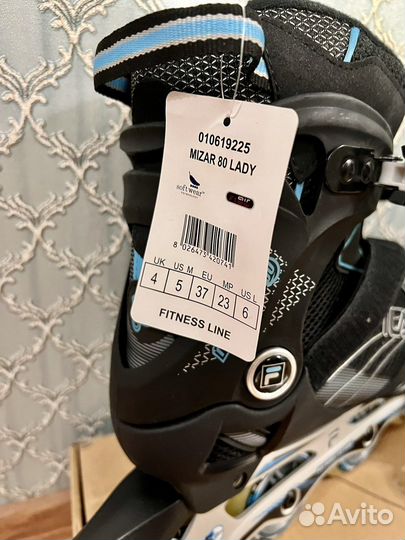 010619225
MIZAR 80 LADY
softwear
8 026473 420741
UK US M EU MP US L
4 5 37 23 6
FITNESS LINE
F
Avito